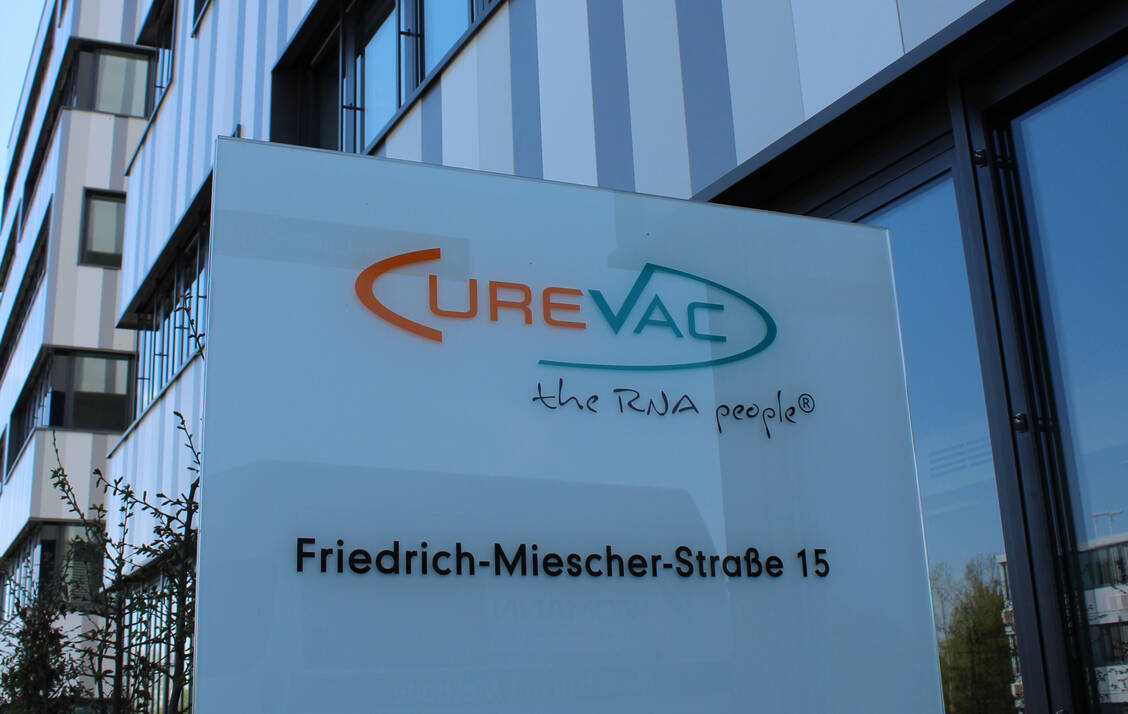 CUREVAC
the RNA people®
Friedrich-Miescher-Straße 15